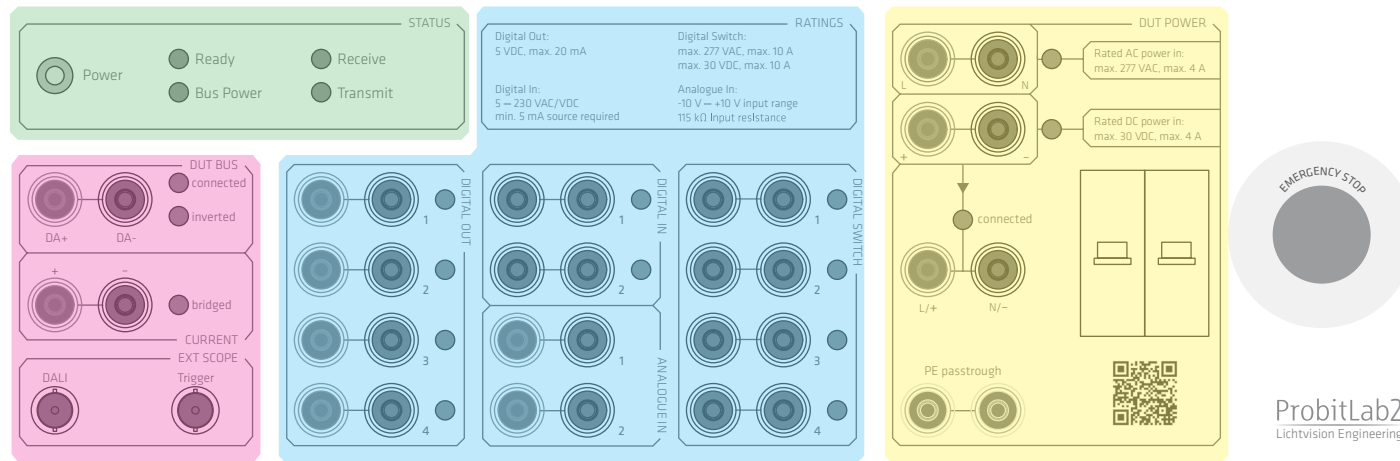 STATUS
Power
Ready
Bus Power
Receive
Transmit
RATINGS
Digital Out:
5 VDC, max. 20 mA
Digital Switch:
max. 277 VAC, max. 10 A
max. 30 VDC, max. 10 A
Digital In:
5 – 230 VAC/VDC
min. 5 mA source required
Analogue In:
-10 V – +10 V input range
115 kΩ Input resistance
DUT POWER
L
N
Rated AC power in:
max. 277 VAC, max. 4 A
+
–
Rated DC power in:
max. 30 VDC, max. 4 A
connected
L/+
N/–
PE passtrough
DUT BUS
connected
inverted
DA+
DA-
+
–
bridged
CURRENT
EXT SCOPE
DALI
Trigger
DIGITAL OUT
1
2
3
4
DIGITAL IN
1
2
ANALOGUE IN
1
2
DIGITAL SWITCH
1
2
3
4
EMERGENCY STOP
ProbitLab2
Lichtvision Engineering